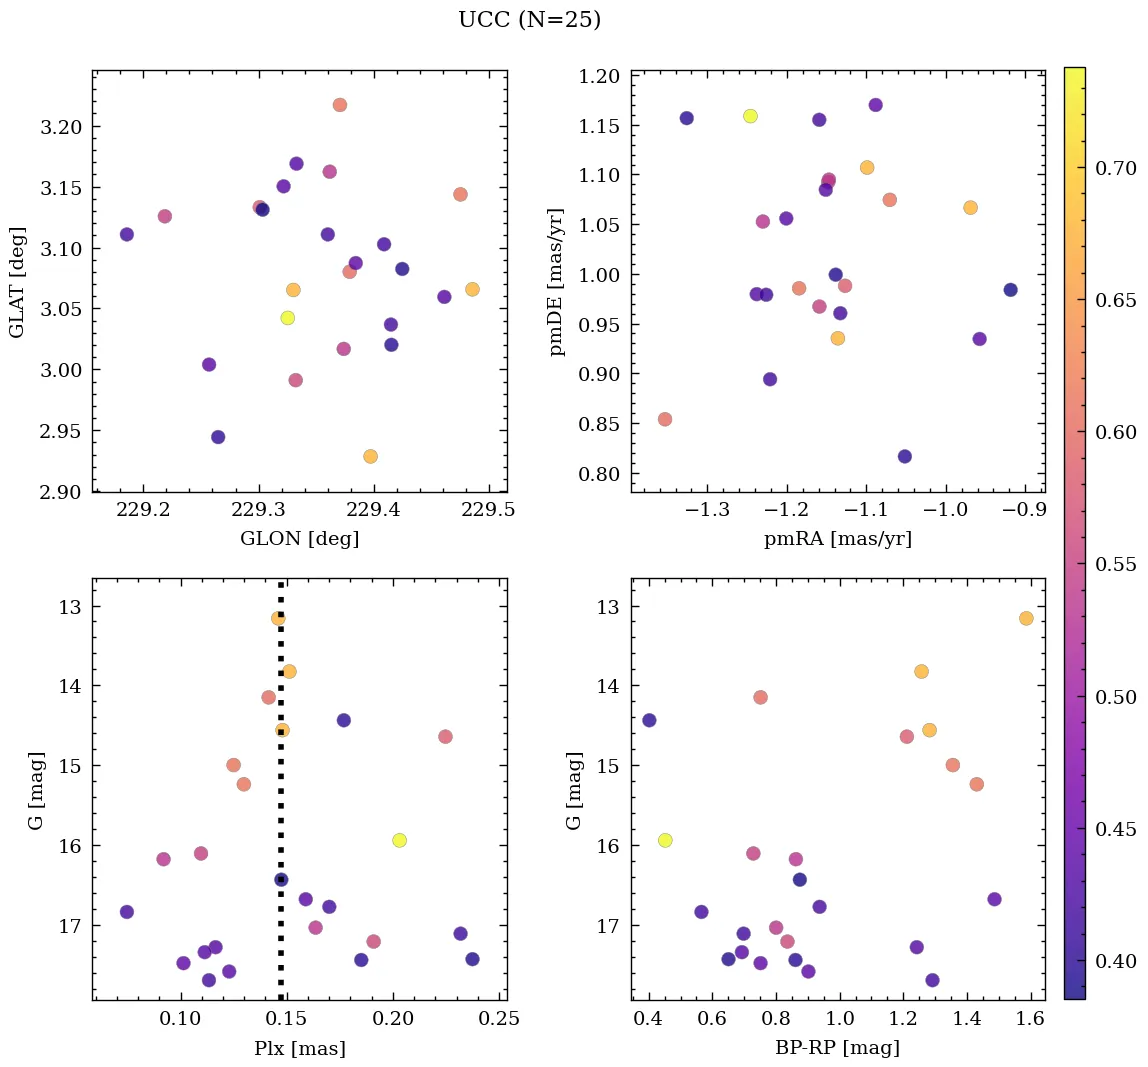 UCC (N=25)
3.20
3.15
3.10
3.05
3.00
2.95
2.90
GLAT [deg]
229.2 229.3 229.4 229.5
GLON [deg]
1.20
1.15
1.10
1.05
1.00
0.95
0.90
0.85
0.80
pmDE [mas/yr]
−1.3 −1.2 −1.1 −1.0 −0.9
pmRA [mas/yr]
13
14
15
16
17
G [mag]
0.10 0.15 0.20 0.25
Plx [mas]
13
14
15
16
17
G [mag]
0.4 0.6 0.8 1.0 1.2 1.4 1.6
BP-RP [mag]
0.70
0.65
0.60
0.55
0.50
0.45
0.40